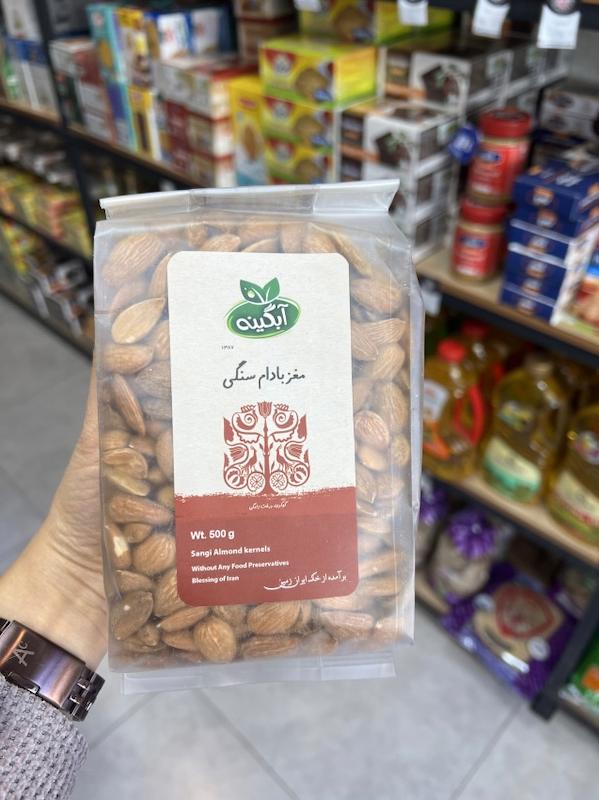 آبگینه
۱۳۸۷
مغز بادام سنگی
Wt. 500 g
Sangi Almond kernels
Without Any Food Preservatives
Blessing of Iran
برآمده از خاک ایران زمین